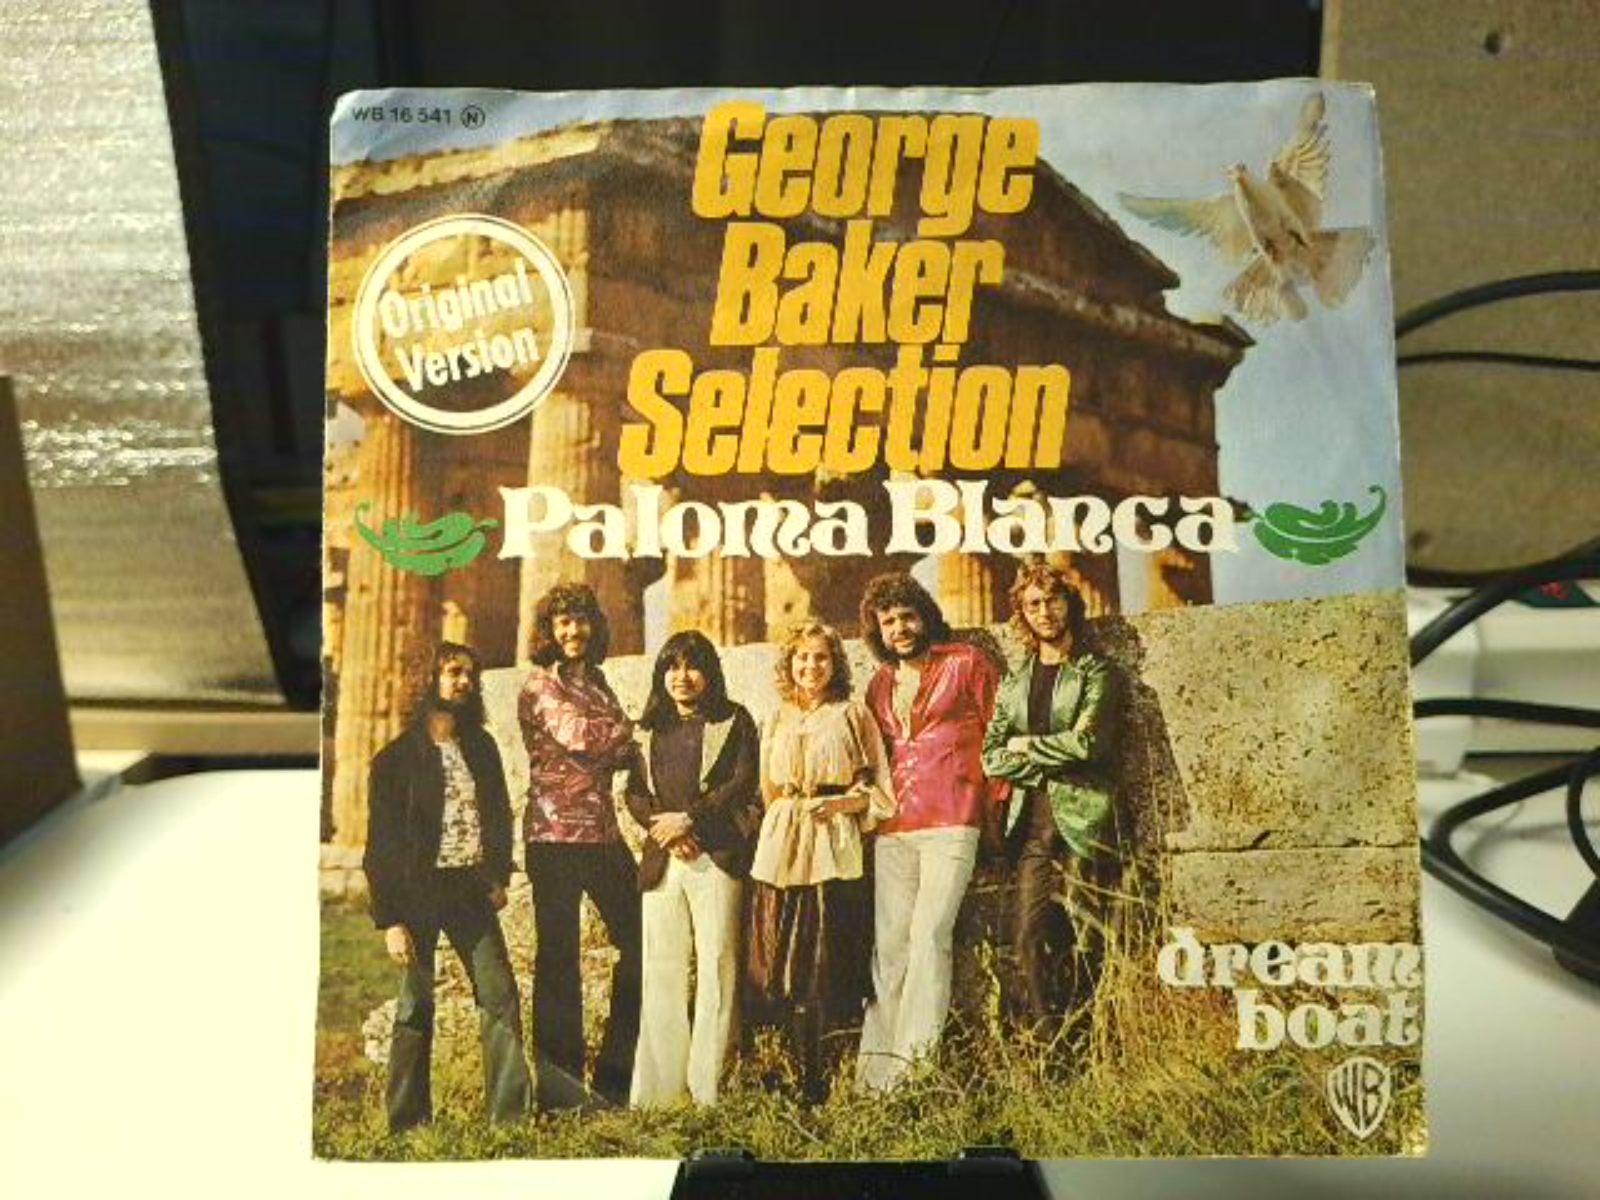 WB 16 541 Ⓝ
George
Baker
Selection
Original
Version
Paloma Blanca
dream
boat
WB